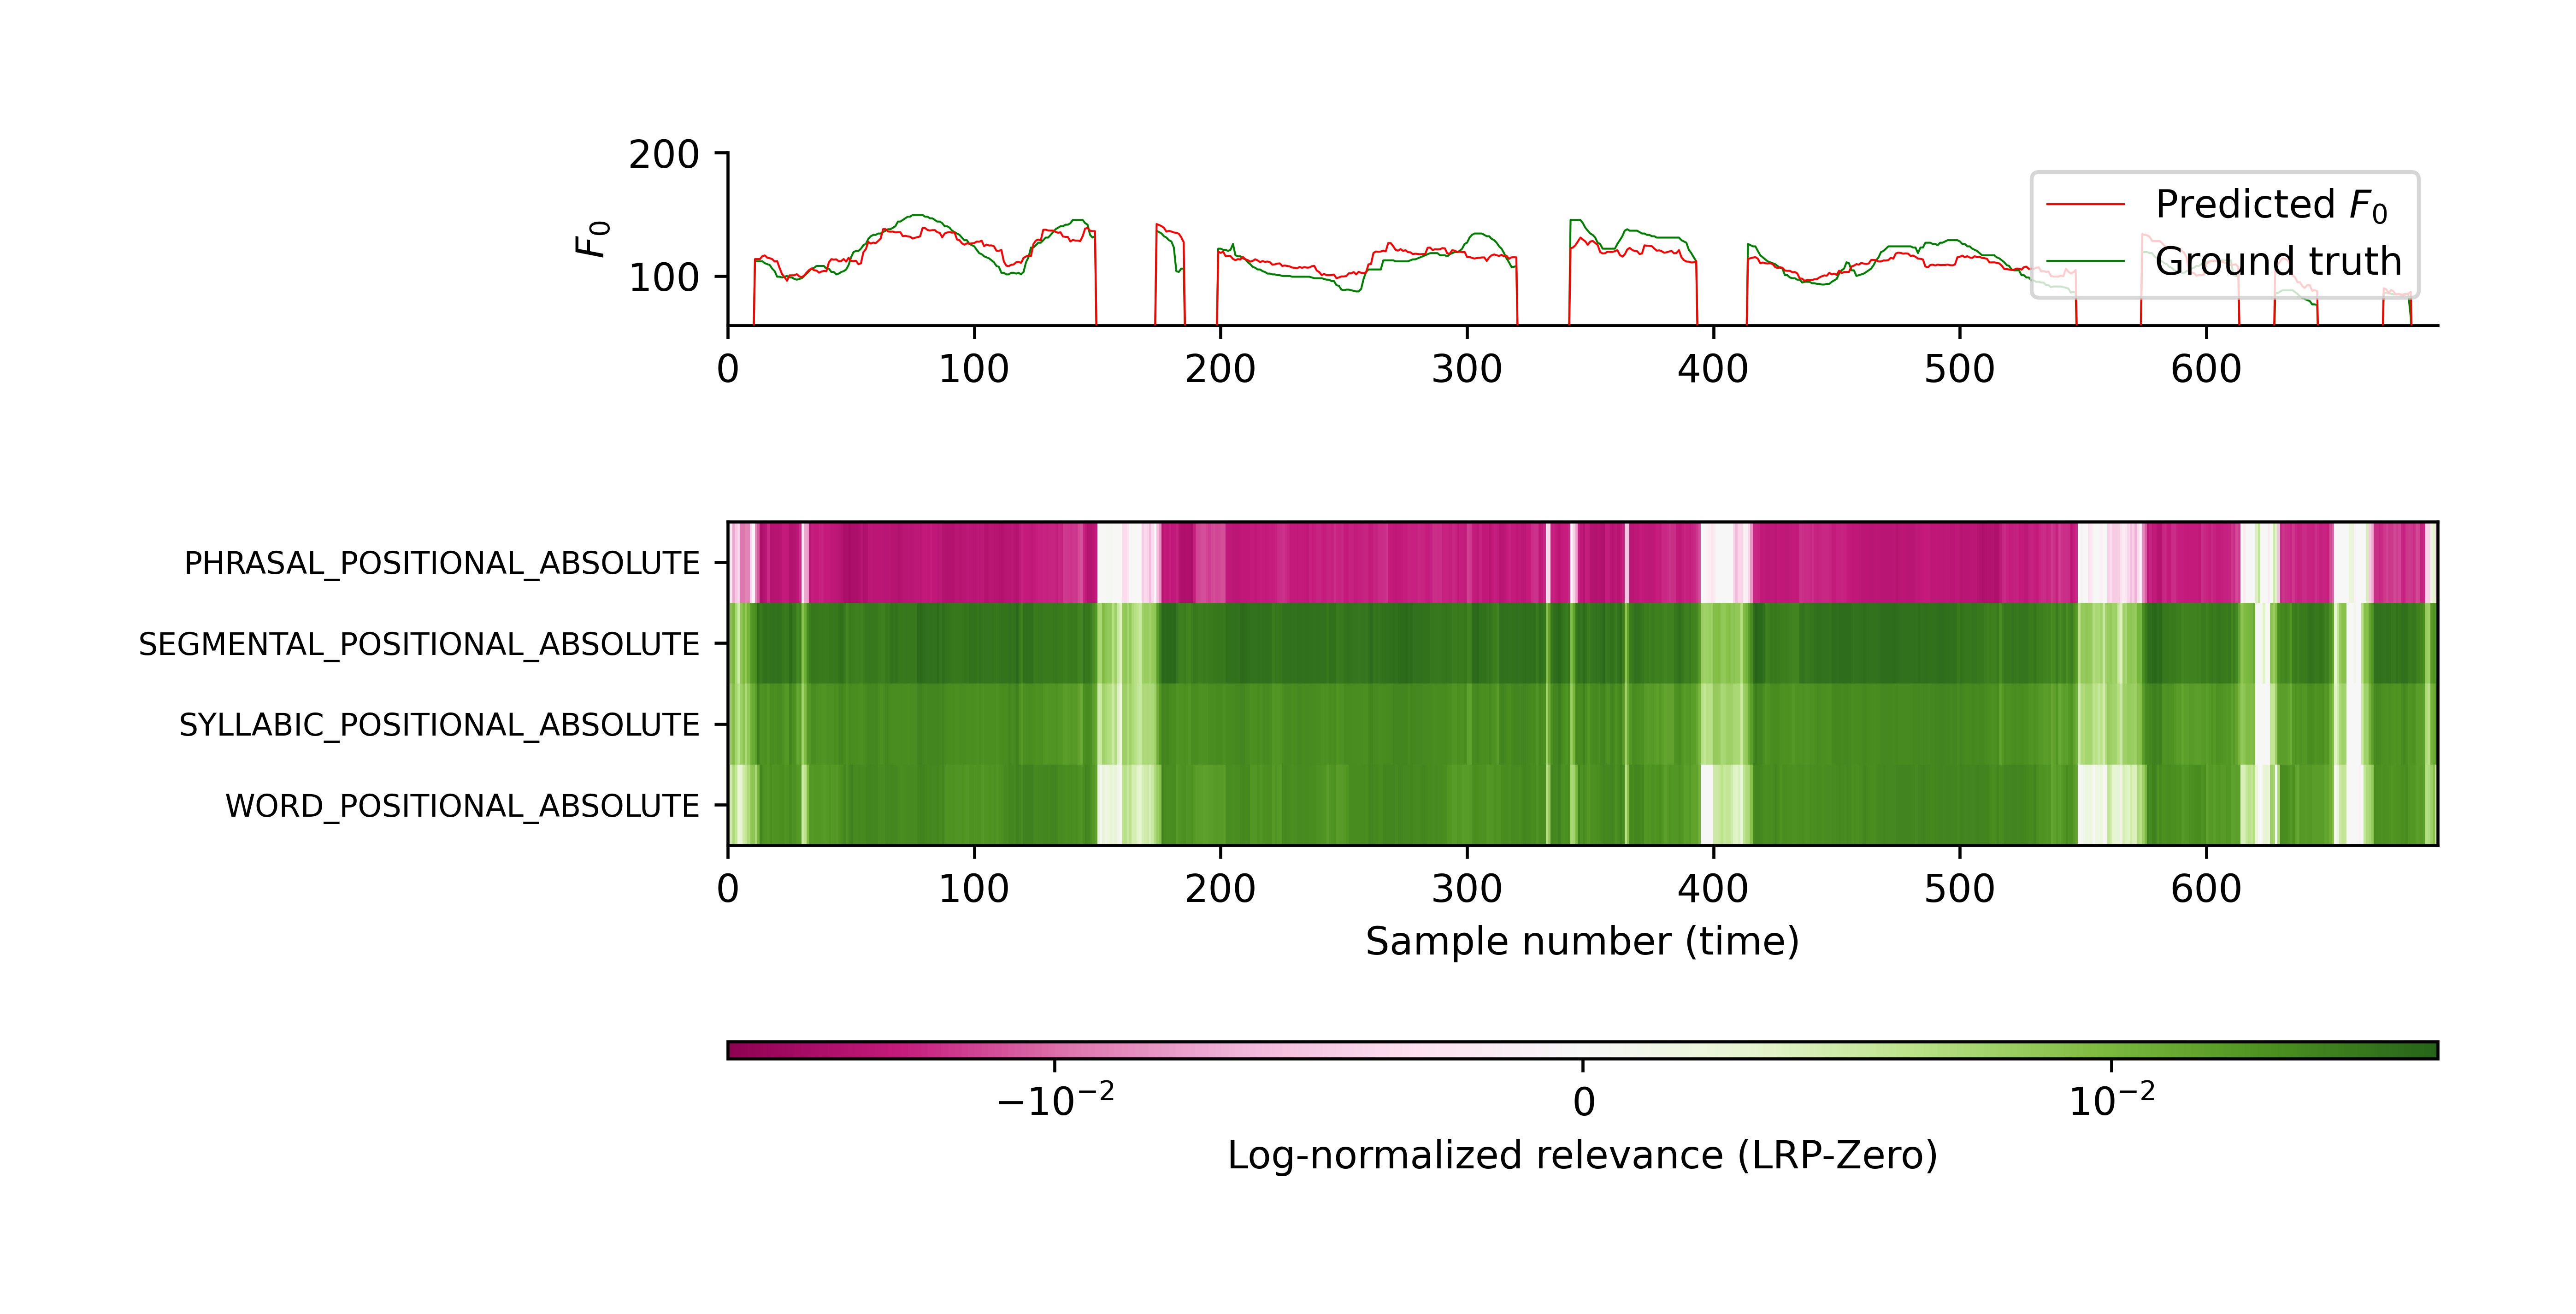 200
100
F₀
Predicted F₀
Ground truth
0 100 200 300 400 500 600
PHRASAL_POSITIONAL_ABSOLUTE
SEGMENTAL_POSITIONAL_ABSOLUTE
SYLLABIC_POSITIONAL_ABSOLUTE
WORD_POSITIONAL_ABSOLUTE
0 100 200 300 400 500 600
Sample number (time)
−10⁻² 0 10⁻²
Log-normalized relevance (LRP-Zero)